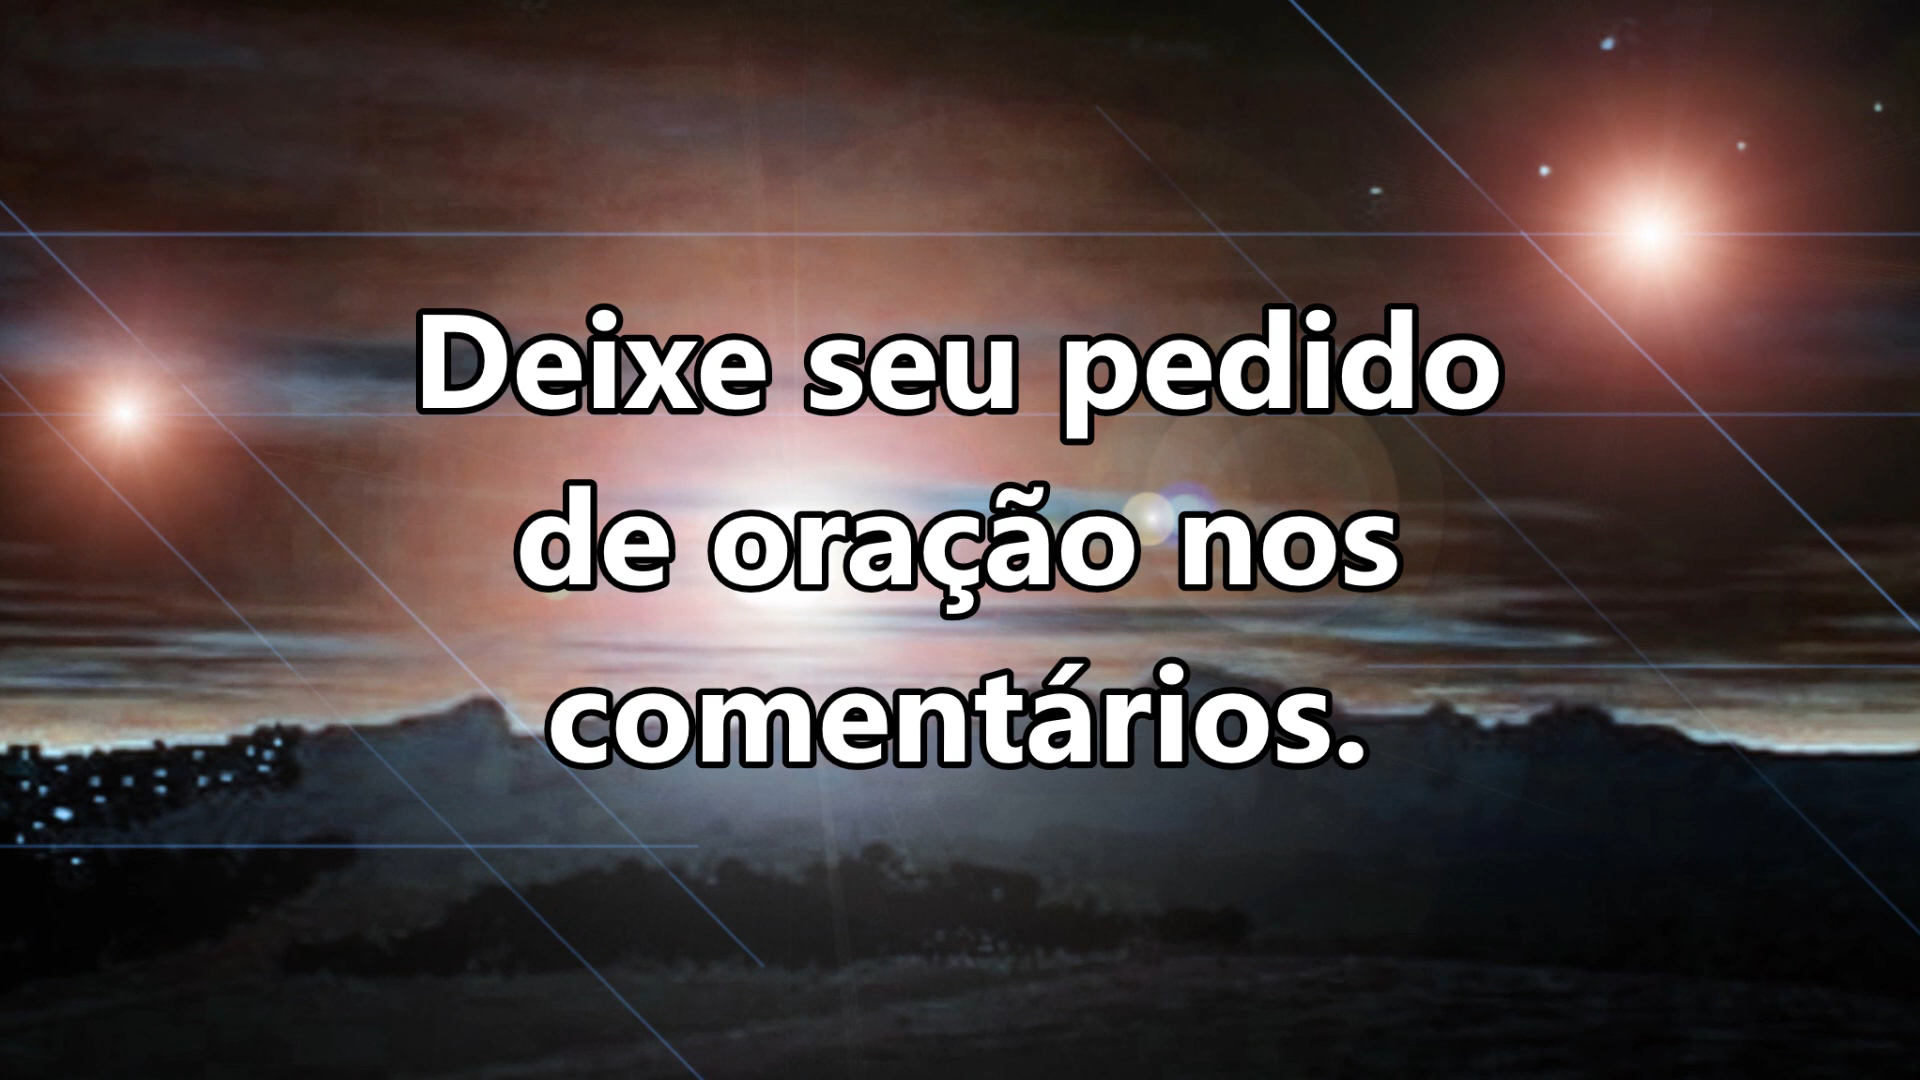 Deixe seu pedido
de oração nos
comentários.